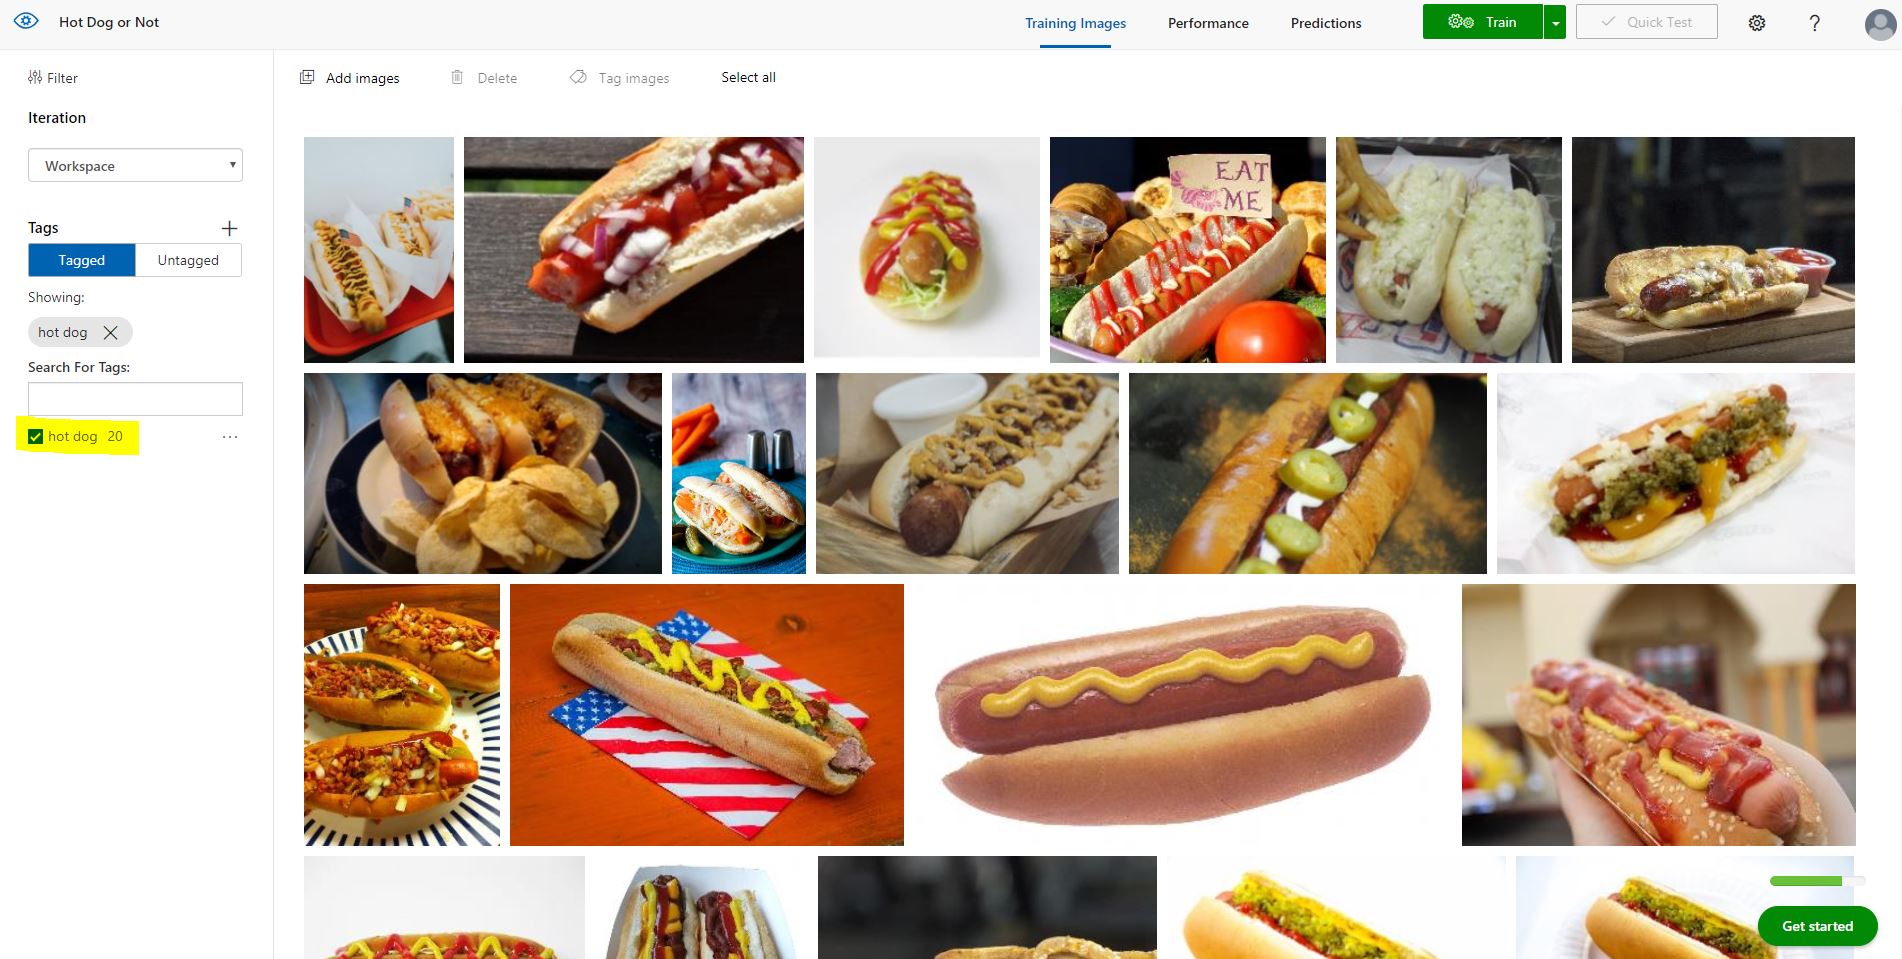 Hot Dog or Not
Training Images
Performance
Predictions
Train
Quick Test
?
Filter
Add images
Delete
Tag images
Select all
Iteration
Workspace
Tags
Tagged
Untagged
Showing:
hot dog
Search For Tags:
hot dog 20
EAT
ME
Get started